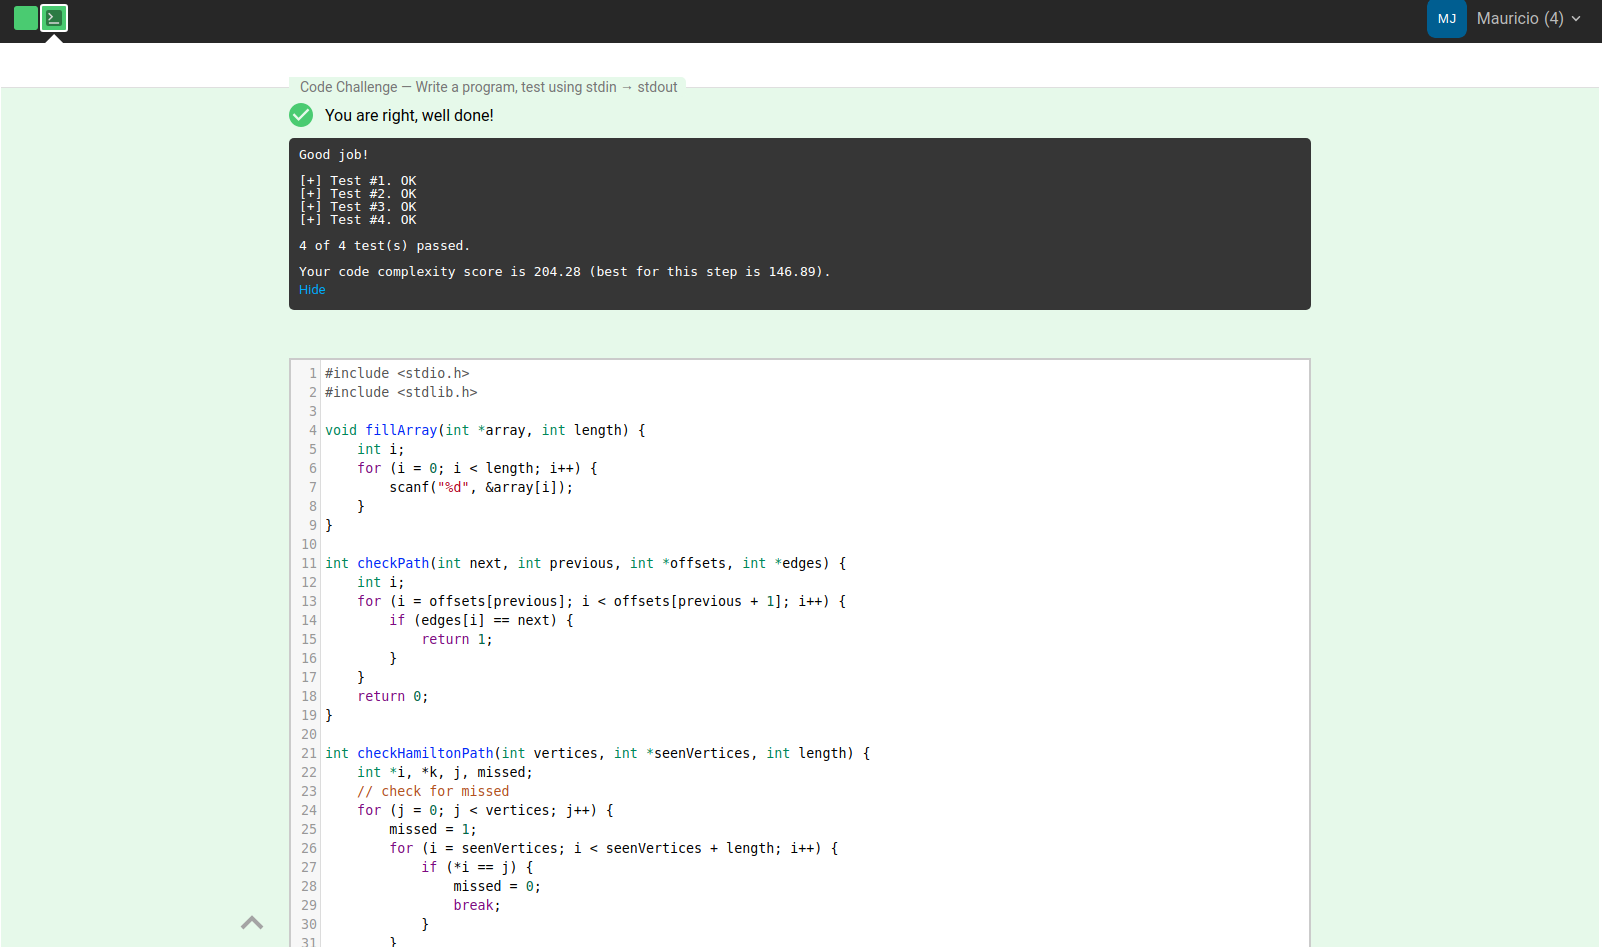 MJ Mauricio (4)
Code Challenge — Write a program, test using stdin → stdout
You are right, well done!
Good job!
[+] Test #1. OK
[+] Test #2. OK
[+] Test #3. OK
[+] Test #4. OK
4 of 4 test(s) passed.
Your code complexity score is 204.28 (best for this step is 146.89).
Hide
1 #include <stdio.h>
2 #include <stdlib.h>
3
4 void fillArray(int *array, int length) {
5     int i;
6     for (i = 0; i < length; i++) {
7         scanf("%d", &array[i]);
8     }
9 }
10
11 int checkPath(int next, int previous, int *offsets, int *edges) {
12     int i;
13     for (i = offsets[previous]; i < offsets[previous + 1]; i++) {
14         if (edges[i] == next) {
15             return 1;
16         }
17     }
18     return 0;
19 }
20
21 int checkHamiltonPath(int vertices, int *seenVertices, int length) {
22     int *i, *k, j, missed;
23     // check for missed
24     for (j = 0; j < vertices; j++) {
25         missed = 1;
26         for (i = seenVertices; i < seenVertices + length; i++) {
27             if (*i == j) {
28                 missed = 0;
29                 break;
30             }
31         }